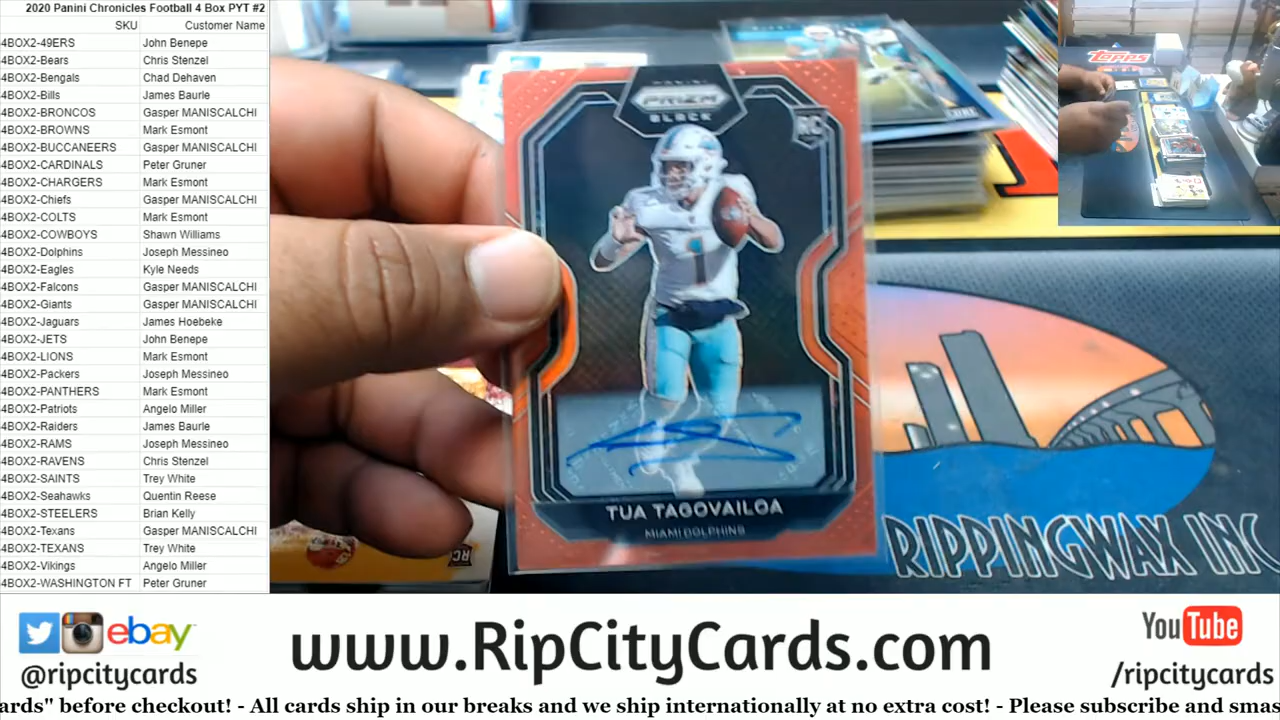 2020 Panini Chronicles Football 4 Box PYT #2
SKU Customer Name
4BOX2-49ERS John Benepe
4BOX2-Bears Chris Stenzel
4BOX2-Bengals Chad Dehaven
4BOX2-Bills James Baurle
4BOX2-BRONCOS Gasper MANISCALCHI
4BOX2-BROWNS Mark Esmont
4BOX2-BUCCANEERS Gasper MANISCALCHI
4BOX2-CARDINALS Peter Gruner
4BOX2-CHARGERS Mark Esmont
4BOX2-Chiefs Gasper MANISCALCHI
4BOX2-COLTS Mark Esmont
4BOX2-COWBOYS Shawn Williams
4BOX2-Dolphins Joseph Messineo
4BOX2-Eagles Kyle Needs
4BOX2-Falcons Gasper MANISCALCHI
4BOX2-Giants Gasper MANISCALCHI
4BOX2-Jaguars James Hoebeke
4BOX2-JETS John Benepe
4BOX2-LIONS Mark Esmont
4BOX2-Packers Joseph Messineo
4BOX2-PANTHERS Mark Esmont
4BOX2-Patriots Angelo Miller
4BOX2-Raiders James Baurle
4BOX2-RAMS Joseph Messineo
4BOX2-RAVENS Chris Stenzel
4BOX2-SAINTS Trey White
4BOX2-Seahawks Quentin Reese
4BOX2-STEELERS Brian Kelly
4BOX2-Texans Gasper MANISCALCHI
4BOX2-TEXANS Trey White
4BOX2-Vikings Angelo Miller
4BOX2-WASHINGTON FT Peter Gruner
PANINI
PRIZM
BLACK
RC
1
TUA TAGOVAILOA
MIAMI DOLPHINS
RC
Topps
RIPPINGWAX INC
ebay
@ripcitycards
www.RipCityCards.com
YouTube
/ripcitycards
ards" before checkout! - All cards ship in our breaks and we ship internationally at no extra cost! - Please subscribe and smas